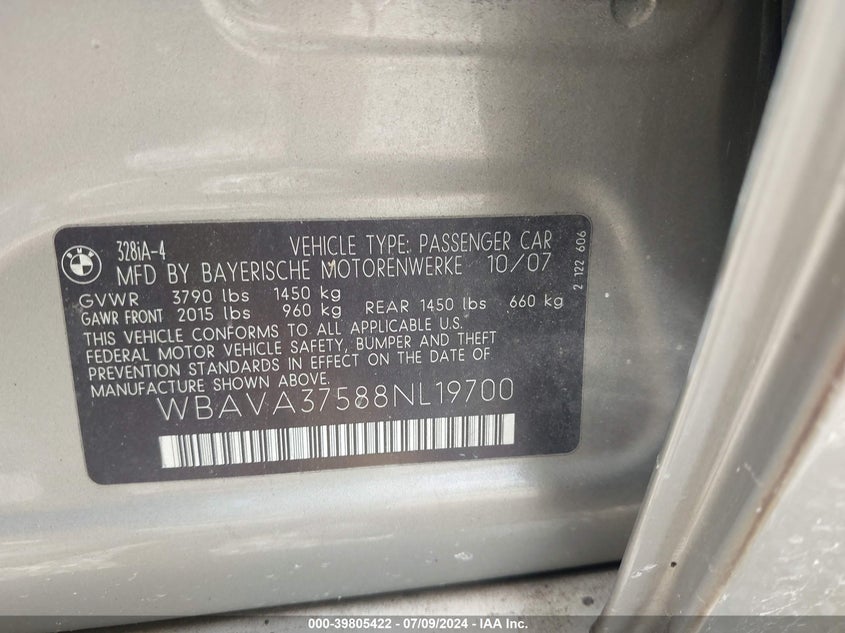 BMW
328iA-4 VEHICLE TYPE: PASSENGER CAR
MFD BY BAYERISCHE MOTORENWERKE 10/07
GVWR 3790 lbs 1450 kg
GAWR FRONT 2015 lbs 960 kg REAR 1450 lbs 660 kg
THIS VEHICLE CONFORMS TO ALL APPLICABLE U.S.
FEDERAL MOTOR VEHICLE SAFETY, BUMPER AND THEFT
PREVENTION STANDARDS IN EFFECT ON THE DATE OF
MANUFACTURE SHOWN ABOVE.
WBAVA37588NL19700
2 122 606
000-39805422 / 07/09/2024 - IAAI Inc.